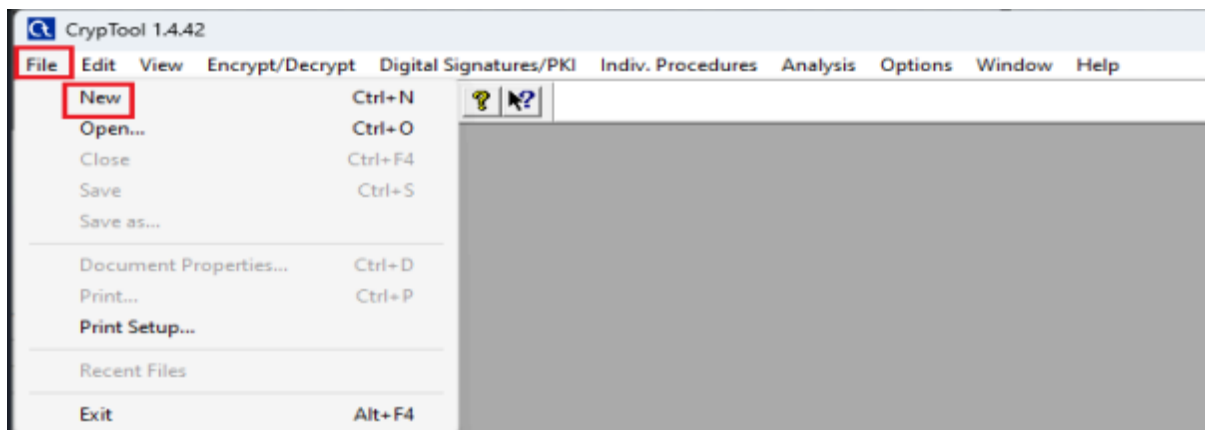 CrypTool 1.4.42
File Edit View Encrypt/Decrypt Digital Signatures/PKI Indiv. Procedures Analysis Options Window Help
New Ctrl+N
Open... Ctrl+O
Close Ctrl+F4
Save Ctrl+S
Save as...
Document Properties... Ctrl+D
Print... Ctrl+P
Print Setup...
Recent Files
Exit Alt+F4